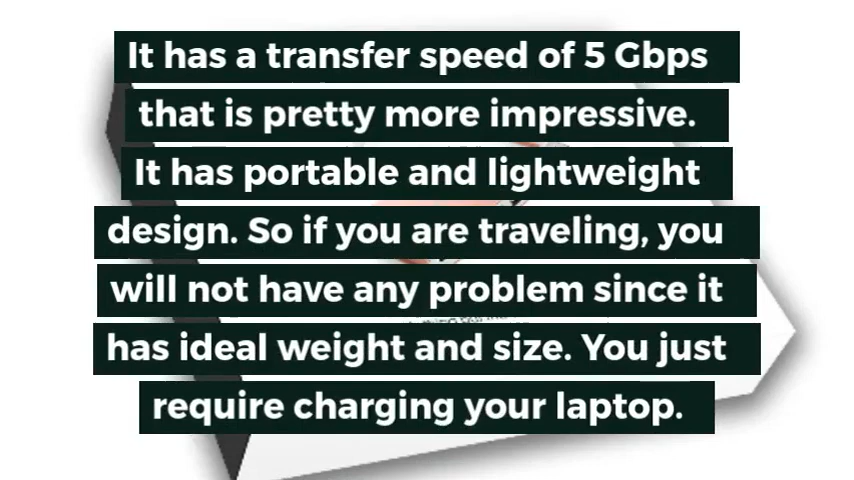 It has a transfer speed of 5 Gbps
that is pretty more impressive.
It has portable and lightweight
design. So if you are traveling, you
will not have any problem since it
has ideal weight and size. You just
require charging your laptop.